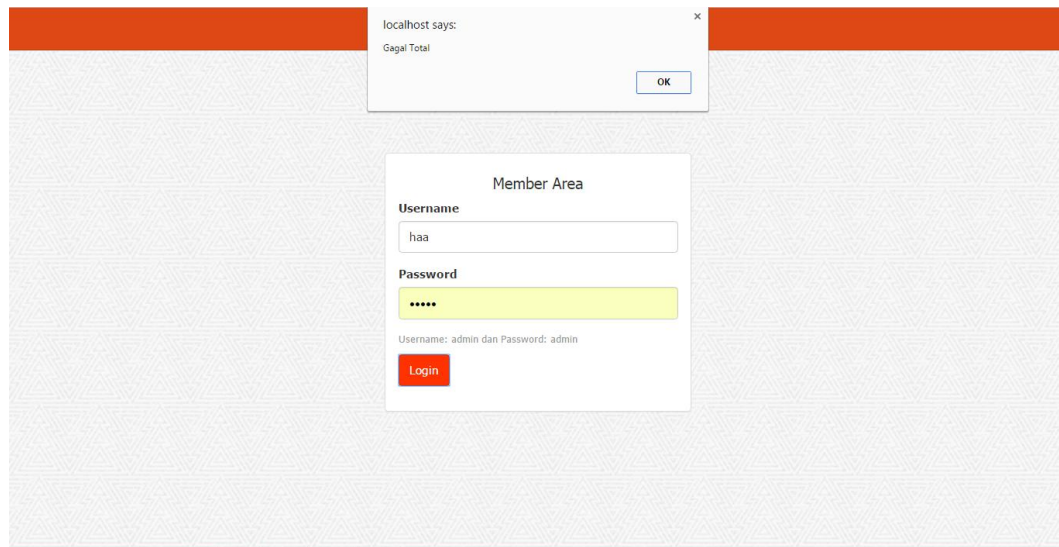 localhost says:
×
Gagal Total
OK
Member Area
Username
haa
Password
•••••
Username: admin dan Password: admin
Login